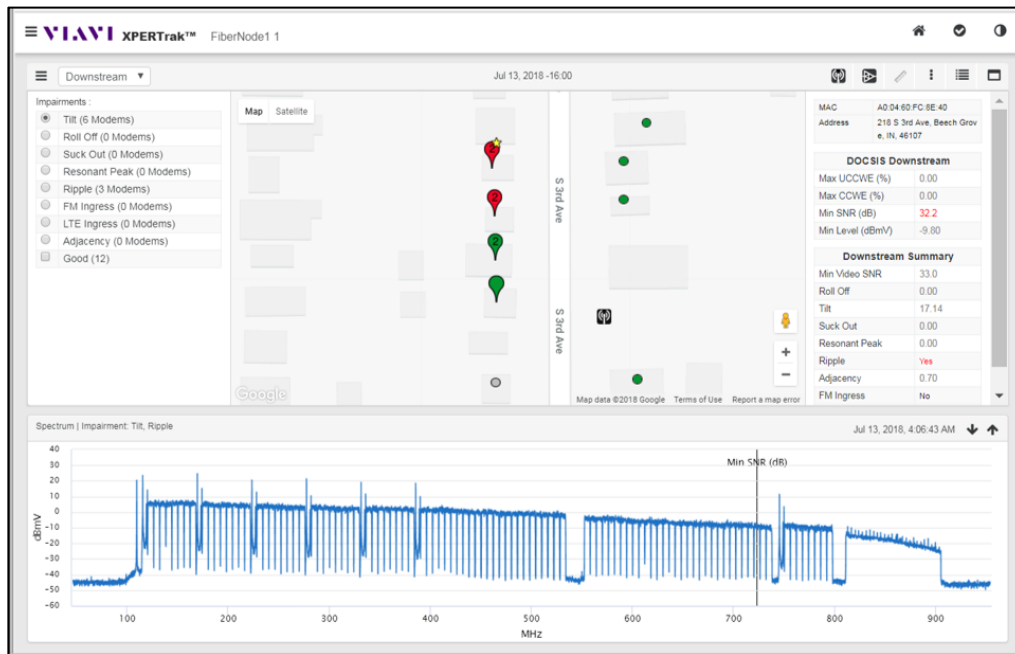 VIAVI XPERTrak™ FiberNode1 1
Downstream ▼
Jul 13, 2018 -16:00
Impairments :
Tilt (6 Modems)
Roll Off (0 Modems)
Suck Out (0 Modems)
Resonant Peak (0 Modems)
Ripple (3 Modems)
FM Ingress (0 Modems)
LTE Ingress (0 Modems)
Adjacency (0 Modems)
Good (12)
Map Satellite
2
2
2
S 3rd Ave
S 3rd Ave
+
−
Google
Map data ©2018 Google Terms of Use Report a map error
MAC A0:04:60:FC:8E:40
Address 218 S 3rd Ave, Beech Grov
e, IN, 46107
DOCSIS Downstream
Max UCCWE (%) 0.00
Max CCWE (%) 0.00
Min SNR (dB) 32.2
Min Level (dBmV) -9.80
Downstream Summary
Min Video SNR 33.0
Roll Off 0.00
Tilt 17.14
Suck Out 0.00
Resonant Peak 0.00
Ripple Yes
Adjacency 0.70
FM Ingress No
Spectrum | Impairment: Tilt, Ripple
Jul 13, 2018, 4:06:43 AM
Min SNR (dB)
dBmV
40
30
20
10
0
-10
-20
-30
-40
-50
-60
100 200 300 400 500 600 700 800 900
MHz